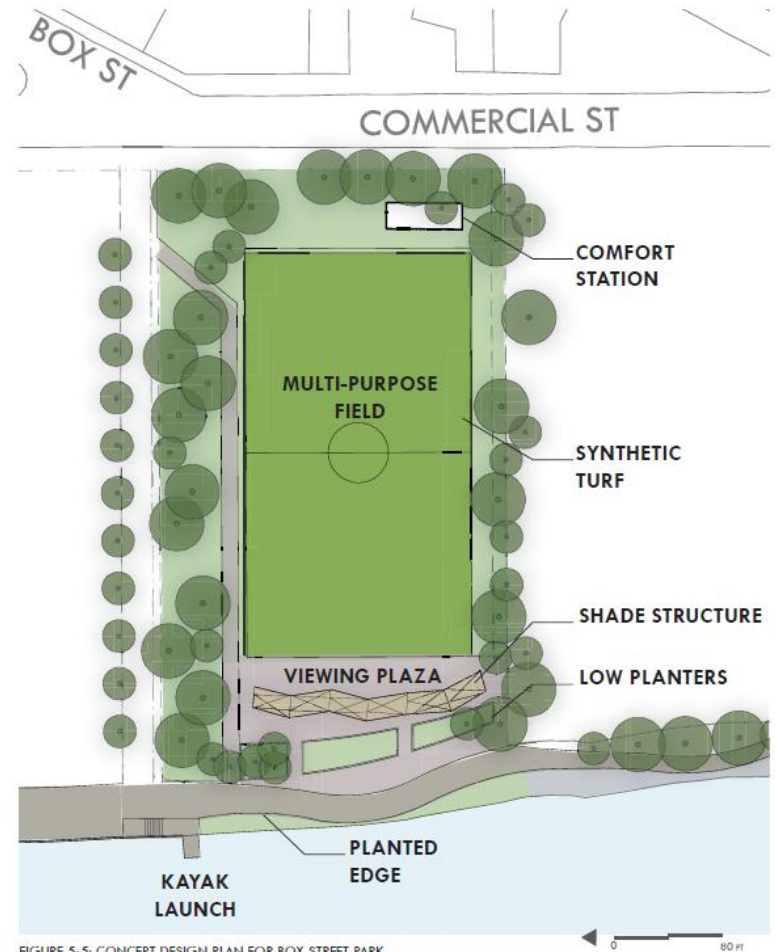 BOX ST
COMMERCIAL ST
COMFORT
STATION
MULTI-PURPOSE
FIELD
SYNTHETIC
TURF
SHADE STRUCTURE
VIEWING PLAZA
LOW PLANTERS
PLANTED
EDGE
KAYAK
LAUNCH
FIGURE 5-5: CONCEPT DESIGN PLAN FOR BOX STREET PARK
0 80 FT